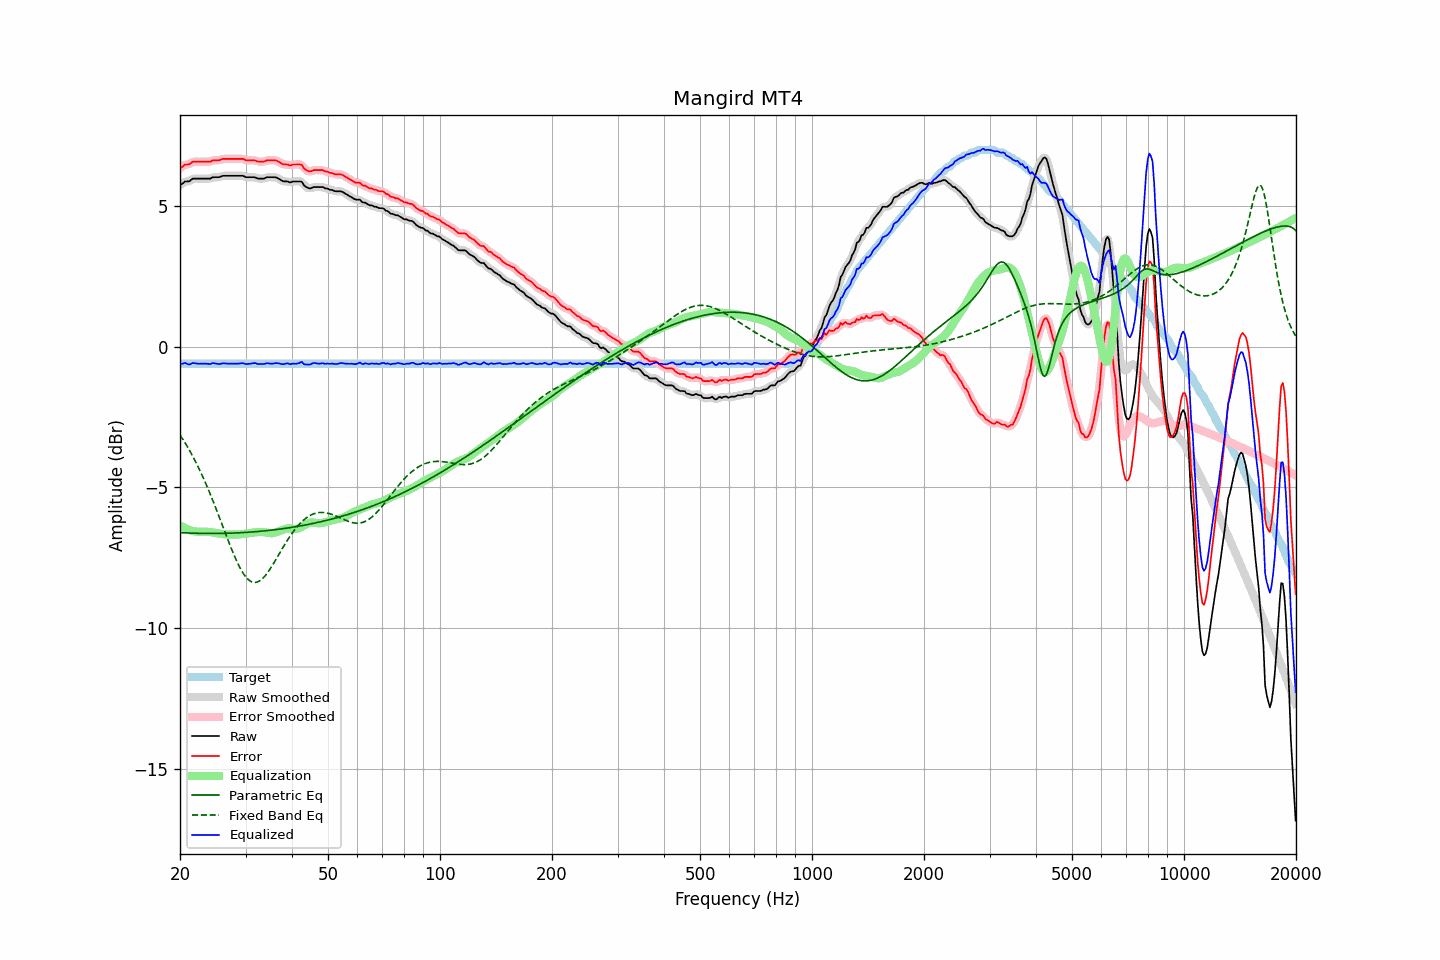 Mangird MT4
Amplitude (dBr)
5
0
−5
−10
−15
Target
Raw Smoothed
Error Smoothed
Raw
Error
Equalization
Parametric Eq
Fixed Band Eq
Equalized
20 50 100 200 500 1000 2000 5000 10000 20000
Frequency (Hz)